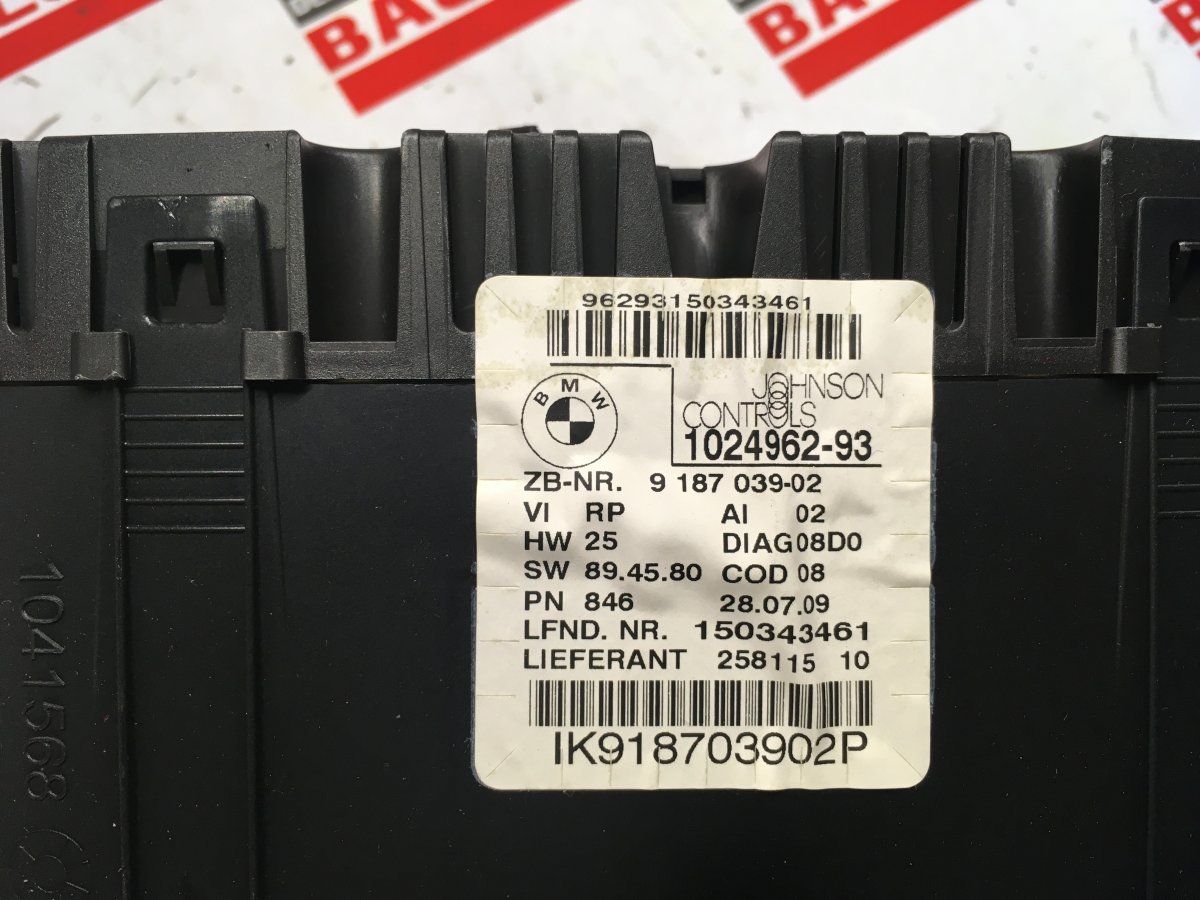 BA
BA
96293150343461
BMW
JOHNSON
CONTROLS
1024962-93
ZB-NR. 9 187 039-02
VI RP AI 02
HW 25 DIAG08D0
SW 89.45.80 COD 08
PN 846 28.07.09
LFND. NR. 150343461
LIEFERANT 258115 10
IK918703902P
1041568